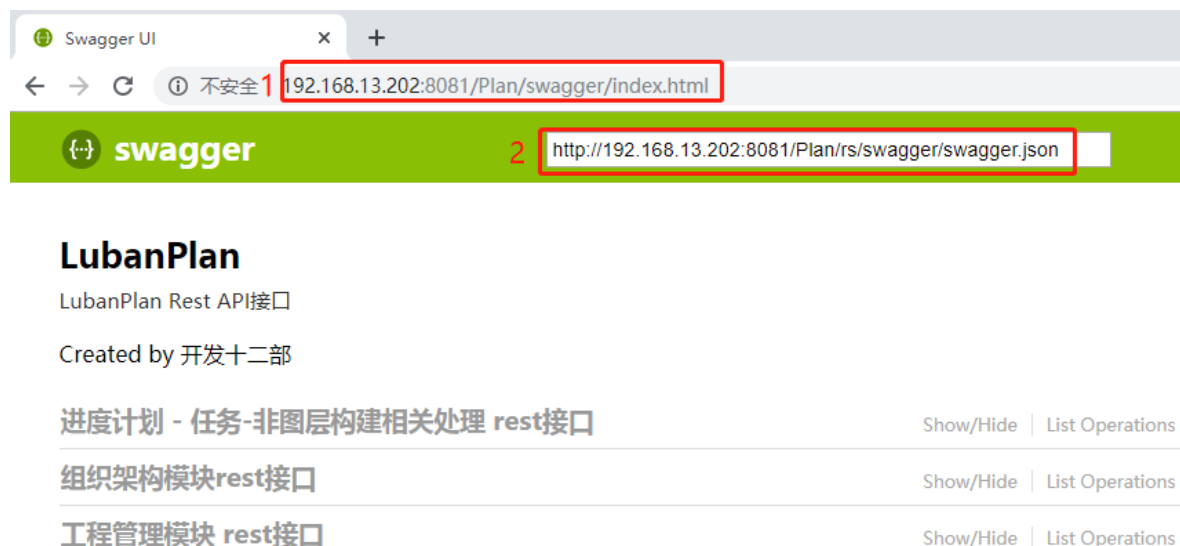 Swagger UI
不安全 1 192.168.13.202:8081/Plan/swagger/index.html
swagger 2 http://192.168.13.202:8081/Plan/rs/swagger/swagger.json
LubanPlan
LubanPlan Rest API接口
Created by 开发十二部
进度计划 - 任务-非图层构建相关处理 rest接口 Show/Hide List Operations
组织架构模块rest接口 Show/Hide List Operations
工程管理模块 rest接口 Show/Hide List Operations